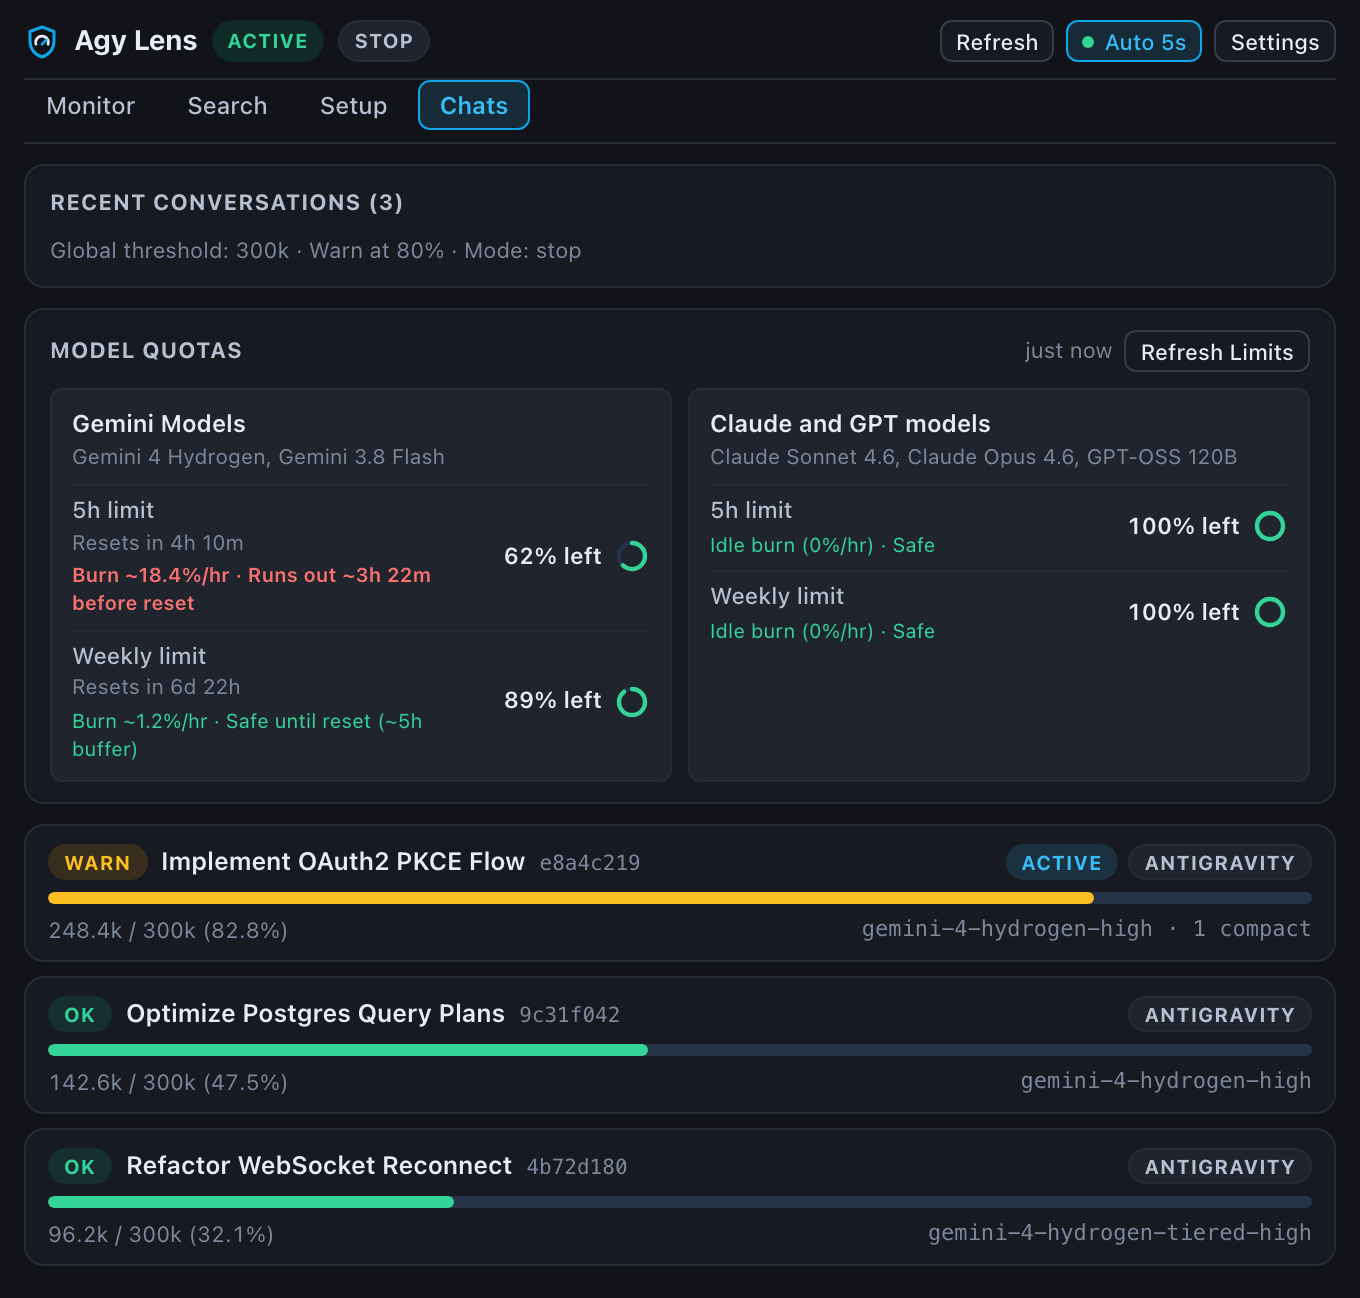 Agy Lens ACTIVE STOP Refresh Auto 5s Settings
Monitor Search Setup Chats
RECENT CONVERSATIONS (3)
Global threshold: 300k · Warn at 80% · Mode: stop
MODEL QUOTAS just now Refresh Limits
Gemini Models
Gemini 4 Hydrogen, Gemini 3.8 Flash
5h limit
Resets in 4h 10m
Burn ~18.4%/hr · Runs out ~3h 22m
before reset
62% left
Weekly limit
Resets in 6d 22h
Burn ~1.2%/hr · Safe until reset (~5h
buffer)
89% left
Claude and GPT models
Claude Sonnet 4.6, Claude Opus 4.6, GPT-OSS 120B
5h limit
Idle burn (0%/hr) · Safe
100% left
Weekly limit
Idle burn (0%/hr) · Safe
100% left
WARN Implement OAuth2 PKCE Flow e8a4c219 ACTIVE ANTIGRAVITY
248.4k / 300k (82.8%) gemini-4-hydrogen-high · 1 compact
OK Optimize Postgres Query Plans 9c31f042 ANTIGRAVITY
142.6k / 300k (47.5%) gemini-4-hydrogen-high
OK Refactor WebSocket Reconnect 4b72d180 ANTIGRAVITY
96.2k / 300k (32.1%) gemini-4-hydrogen-tiered-high